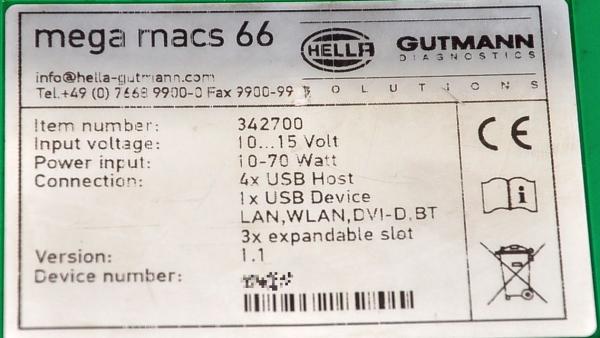 mega macs 66
HELLA GUTMANN
DIAGNOSTICS
SOLUTIONS
info@hella-gutmann.com
Tel.+49 (0) 7668 9900-0 Fax 9900-99
Item number: 342700
Input voltage: 10...15 Volt
Power input: 10-70 Watt
Connection: 4x USB Host
1x USB Device
LAN,WLAN,DVI-D,BT
3x expandable slot
Version: 1.1
Device number:
CE
i